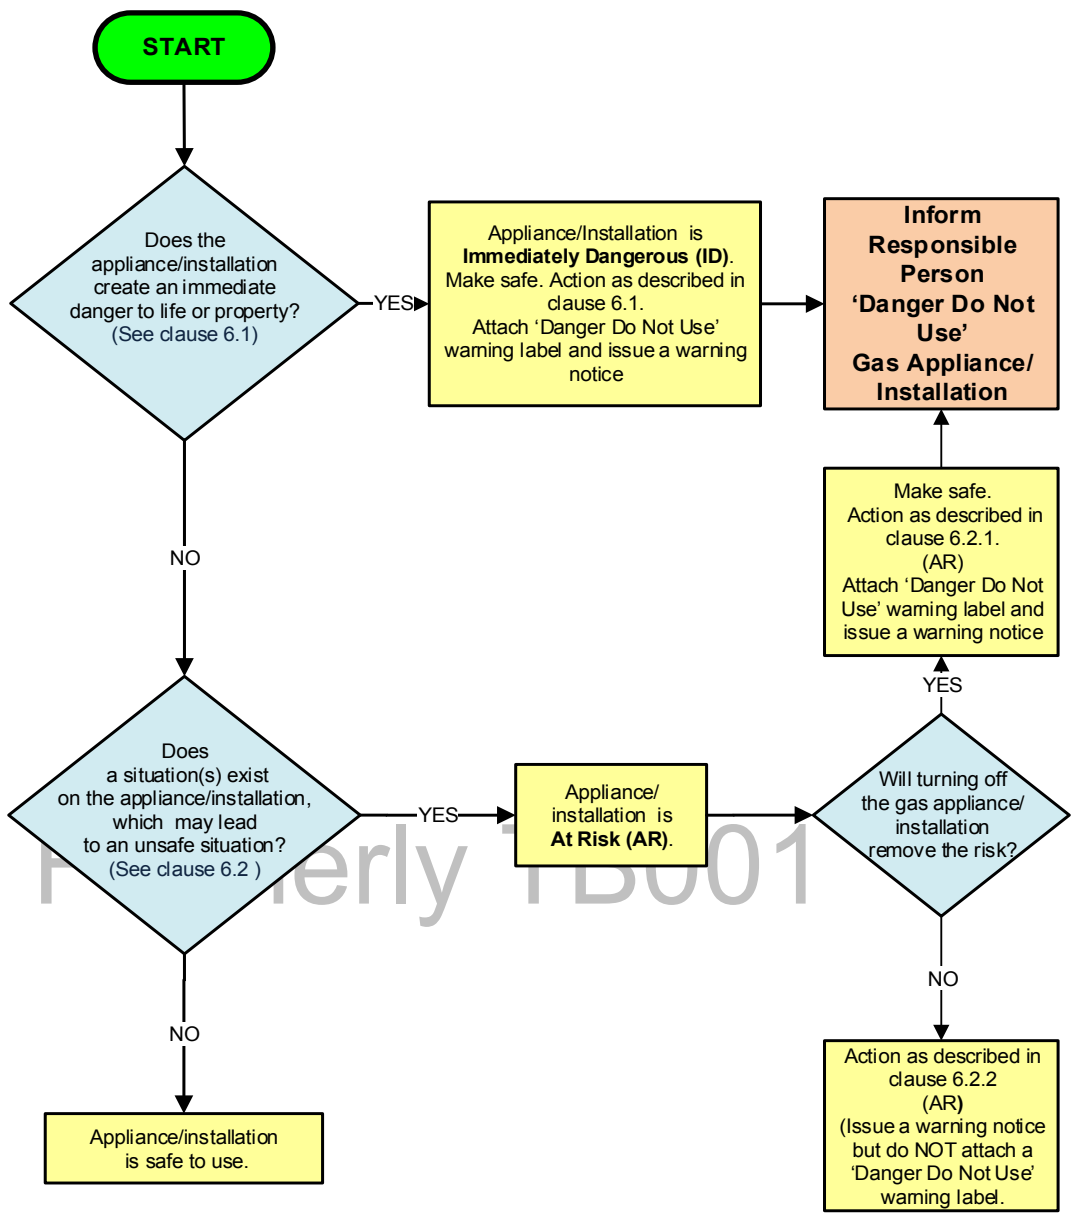 START
Does the
appliance/installation
create an immediate
danger to life or property?
(See clause 6.1)
YES
Appliance/Installation is
Immediately Dangerous (ID).
Make safe. Action as described in
clause 6.1.
Attach ‘Danger Do Not Use’
warning label and issue a warning
notice
Inform
Responsible
Person
‘Danger Do Not
Use’
Gas Appliance/
Installation
NO
Make safe.
Action as described in
clause 6.2.1.
(AR)
Attach ‘Danger Do Not
Use’ warning label and
issue a warning notice
YES
Does
a situation(s) exist
on the appliance/installation,
which may lead
to an unsafe situation?
(See clause 6.2 )
YES
Appliance/
installation is
At Risk (AR).
Will turning off
the gas appliance/
installation
remove the risk?
TB001
NO
NO
Appliance/installation
is safe to use.
Action as described in
clause 6.2.2
(AR)
(Issue a warning notice
but do NOT attach a
‘Danger Do Not Use’
warning label.